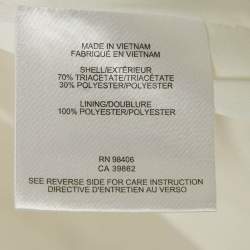 MADE IN VIETNAM
FABRIQUÉ EN VIETNAM
SHELL/EXTÉRIEUR
70% TRIACETATE/TRIACÉTATE
30% POLYESTER/POLYESTER
LINING/DOUBLURE
100% POLYESTER/POLYESTER
RN 98406
CA 39862
SEE REVERSE SIDE FOR CARE INSTRUCTION
DIRECTIVE D'ENTRETIEN AU VERSO